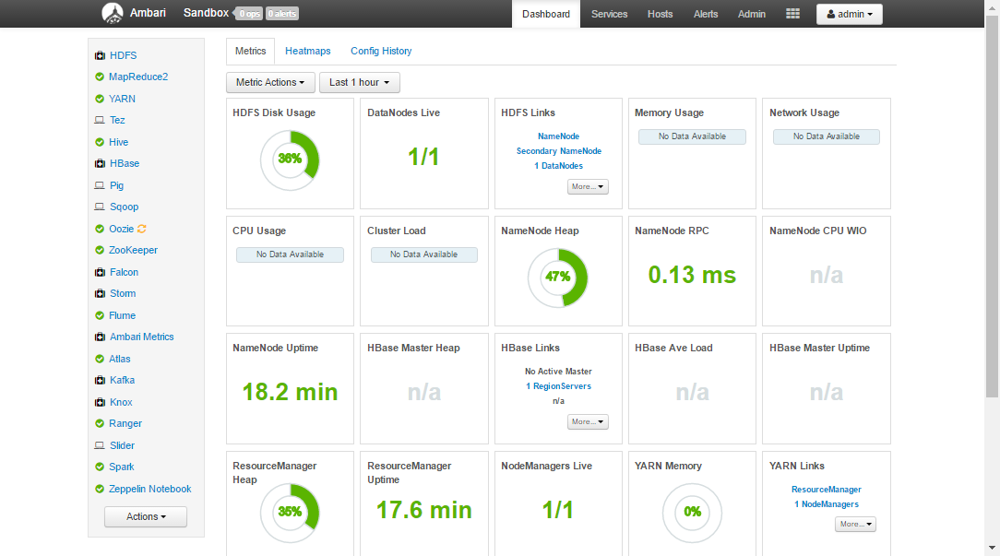 Ambari Sandbox 0 ops 0 alerts Dashboard Services Hosts Alerts Admin admin
HDFS
MapReduce2
YARN
Tez
Hive
HBase
Pig
Sqoop
Oozie
ZooKeeper
Falcon
Storm
Flume
Ambari Metrics
Atlas
Kafka
Knox
Ranger
Slider
Spark
Zeppelin Notebook
Actions
Metrics Heatmaps Config History
Metric Actions Last 1 hour
HDFS Disk Usage
36%
DataNodes Live
1/1
HDFS Links
NameNode
Secondary NameNode
1 DataNodes
More...
Memory Usage
No Data Available
Network Usage
No Data Available
CPU Usage
No Data Available
Cluster Load
No Data Available
NameNode Heap
47%
NameNode RPC
0.13 ms
NameNode CPU WIO
n/a
NameNode Uptime
18.2 min
HBase Master Heap
n/a
HBase Links
No Active Master
1 RegionServers
n/a
More...
HBase Ave Load
n/a
HBase Master Uptime
n/a
ResourceManager
Heap
35%
ResourceManager
Uptime
17.6 min
NodeManagers Live
1/1
YARN Memory
0%
YARN Links
ResourceManager
1 NodeManagers
More...